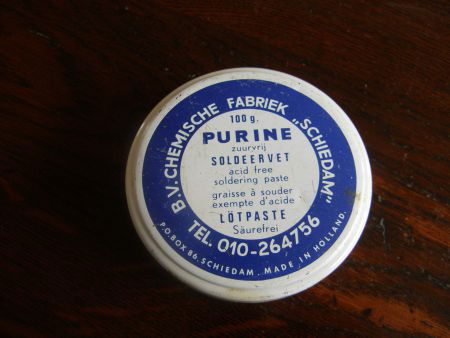 B.V. CHEMISCHE FABRIEK „SCHIEDAM"
100 g.
PURINE
zuurvrij
SOLDEERVET
acid free
soldering paste
graisse à souder
exempte d'acide
LÖTPASTE
Säurefrei
TEL. 010-264756
P.O.BOX 86. SCHIEDAM. MADE IN HOLLAND.